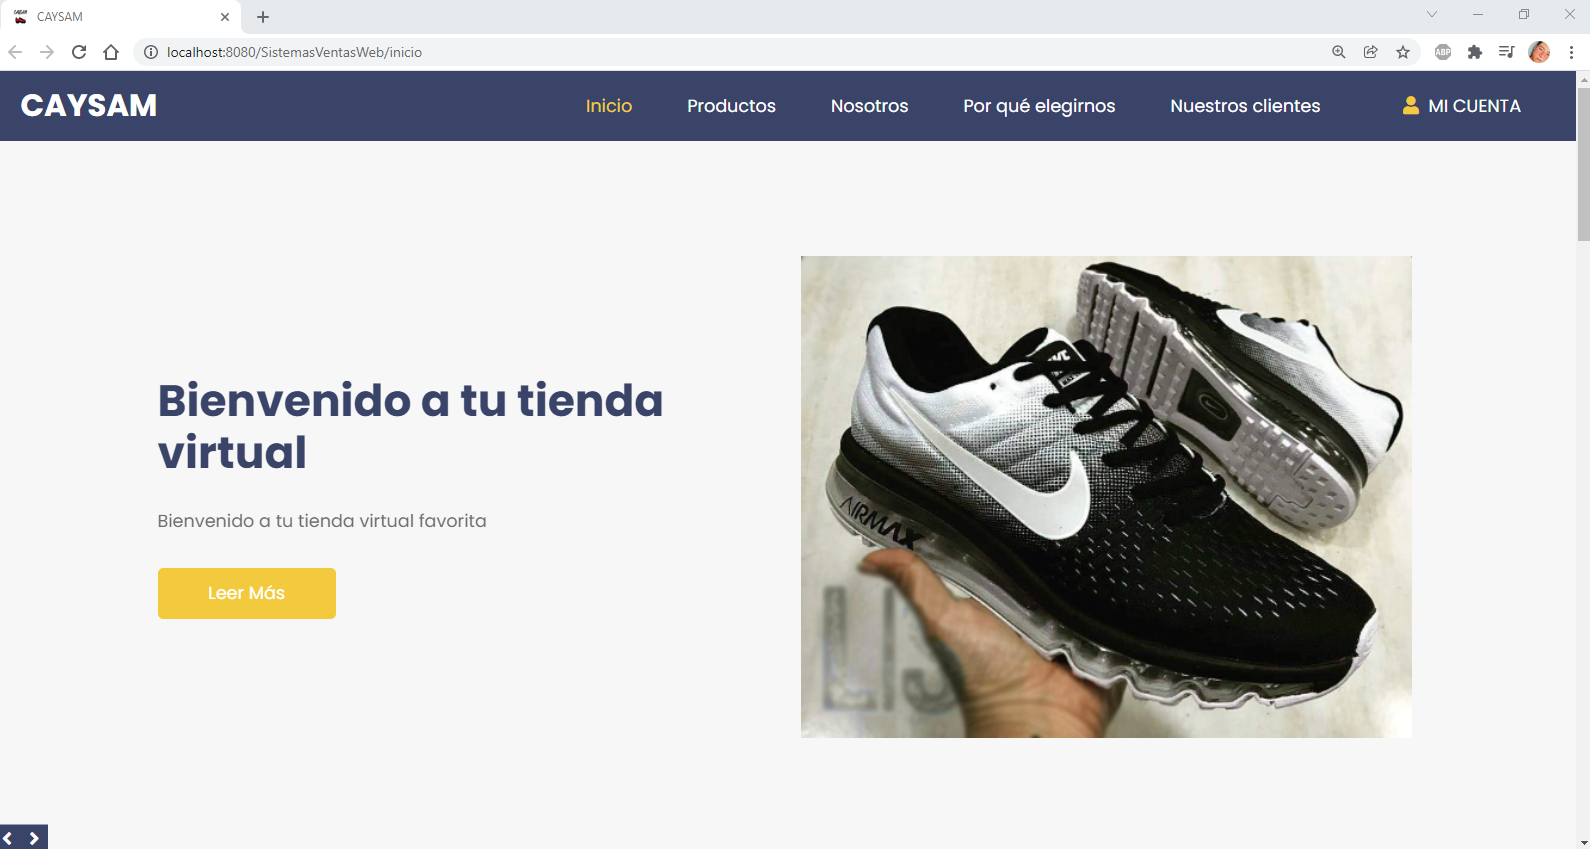 CAYSAM
localhost:8080/SistemasVentasWeb/inicio
ABP
CAYSAM
Inicio
Productos
Nosotros
Por qué elegirnos
Nuestros clientes
MI CUENTA
Bienvenido a tu tienda
virtual
Bienvenido a tu tienda virtual favorita
Leer Más
AIRMAX